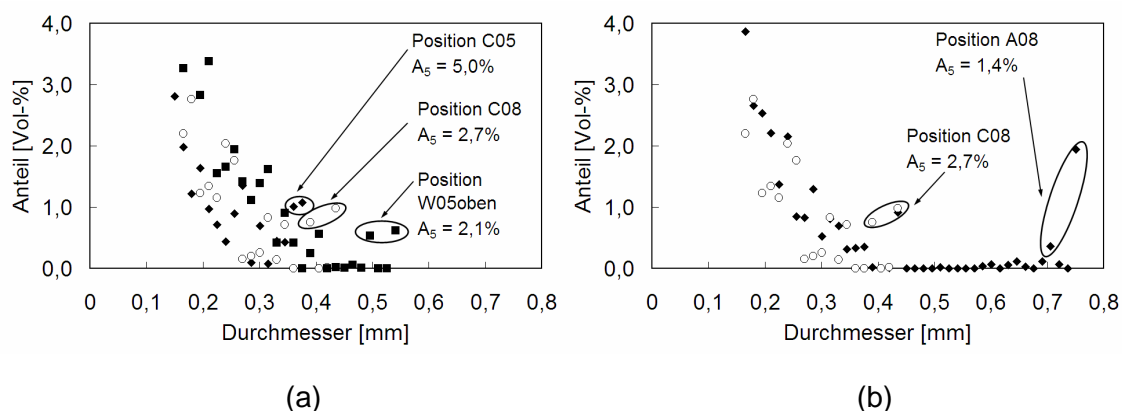 4,0
3,0
2,0
1,0
0,0
Anteil [Vol-%]
0 0,1 0,2 0,3 0,4 0,5 0,6 0,7 0,8
Durchmesser [mm]
Position C05
A5 = 5,0%
Position C08
A5 = 2,7%
Position
W05oben
A5 = 2,1%
(a)
4,0
3,0
2,0
1,0
0,0
Anteil [Vol-%]
0 0,1 0,2 0,3 0,4 0,5 0,6 0,7 0,8
Durchmesser [mm]
Position A08
A5 = 1,4%
Position C08
A5 = 2,7%
(b)